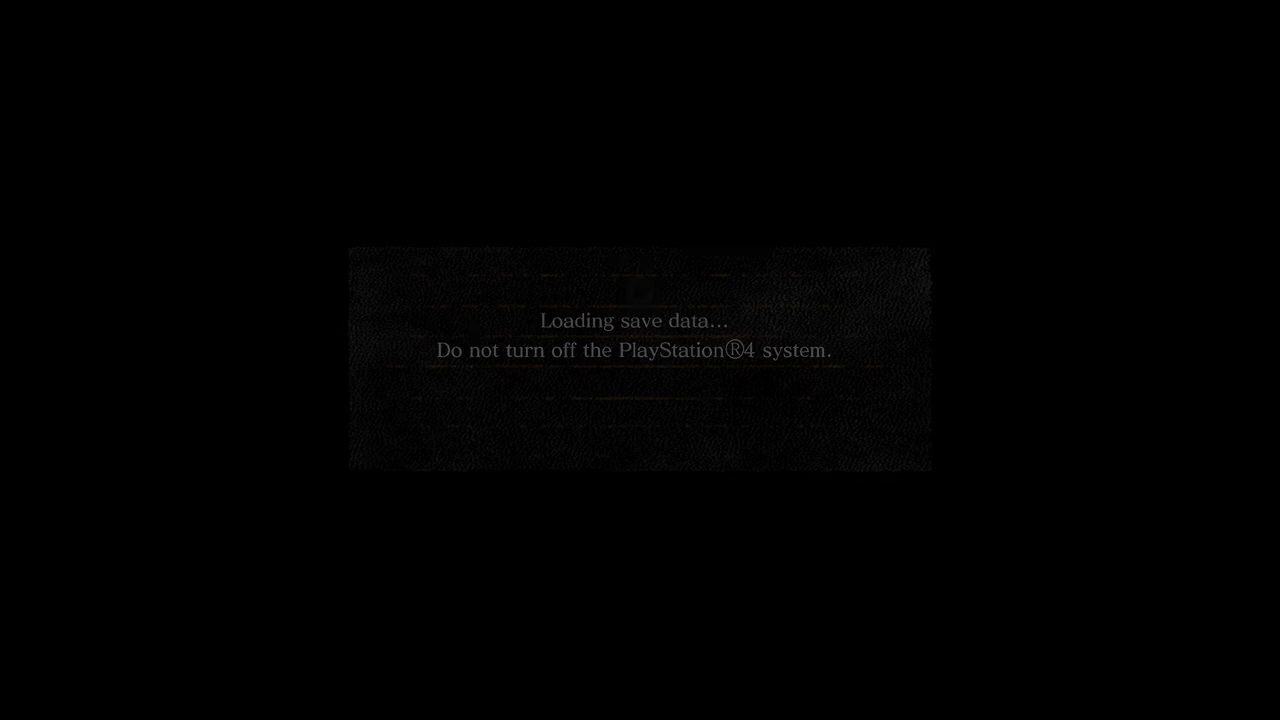 Loading save data...
Do not turn off the PlayStation®4 system.